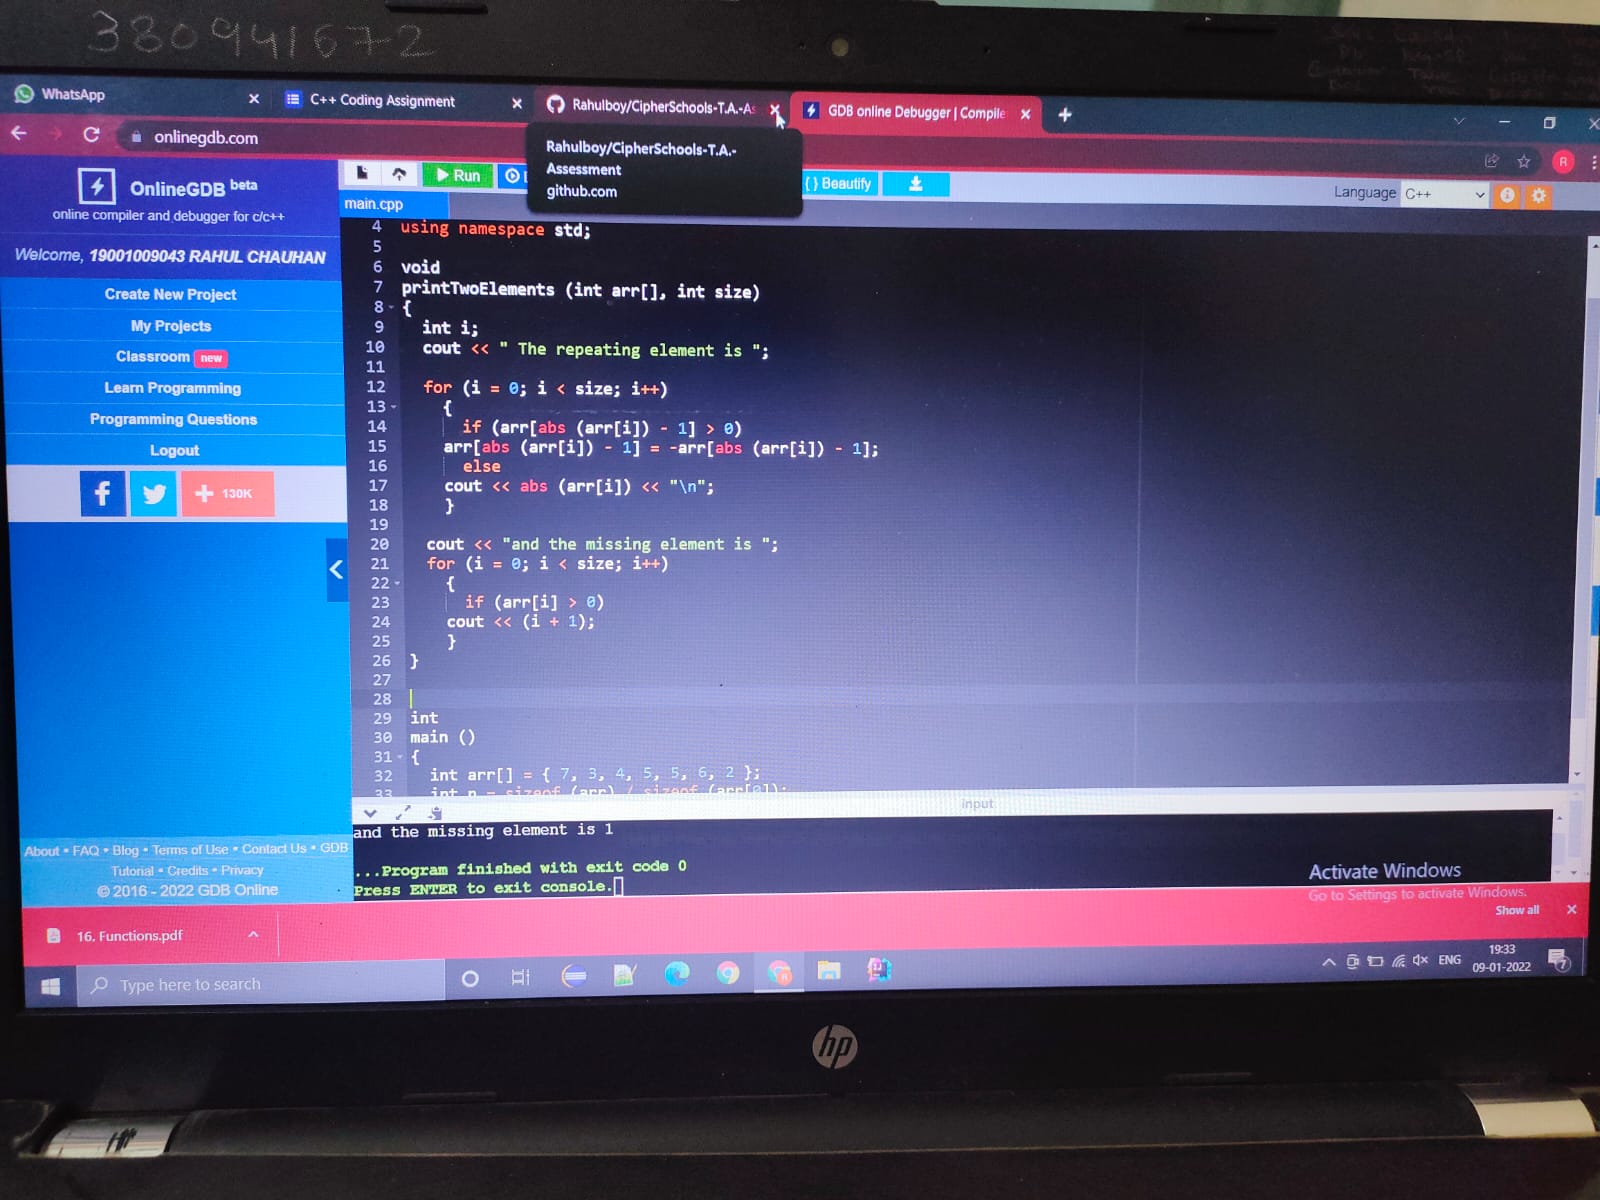 380941672
WhatsApp
C++ Coding Assignment
Rahulboy/CipherSchools-T.A.-As
GDB online Debugger | Compile
onlinegdb.com
R
Rahulboy/CipherSchools-T.A.-
Assessment
github.com
OnlineGDB beta
online compiler and debugger for c/c++
Welcome, 19001009043 RAHUL CHAUHAN
Create New Project
My Projects
Classroom new
Learn Programming
Programming Questions
Logout
f
+ 130K
About • FAQ • Blog • Terms of Use • Contact Us • GDB
Tutorial • Credits • Privacy
© 2016 - 2022 GDB Online
Run
{ } Beautify
Language C++
main.cpp
4 using namespace std;
5
6 void
7 printTwoElements (int arr[], int size)
8 {
9 int i;
10 cout << " The repeating element is ";
11
12 for (i = 0; i < size; i++)
13 {
14 if (arr[abs (arr[i]) - 1] > 0)
15 arr[abs (arr[i]) - 1] = -arr[abs (arr[i]) - 1];
16 else
17 cout << abs (arr[i]) << "\n";
18 }
19
20 cout << "and the missing element is ";
21 for (i = 0; i < size; i++)
22 {
23 if (arr[i] > 0)
24 cout << (i + 1);
25 }
26 }
27
28
29 int
30 main ()
31 {
32 int arr[] = { 7, 3, 4, 5, 5, 6, 2 };
33 int n = sizeof (arr) / sizeof (arr[0]);
input
and the missing element is 1
...Program finished with exit code 0
Press ENTER to exit console.
Activate Windows
Go to Settings to activate Windows.
16. Functions.pdf
Show all
Type here to search
ENG
19:33
09-01-2022
7
hp